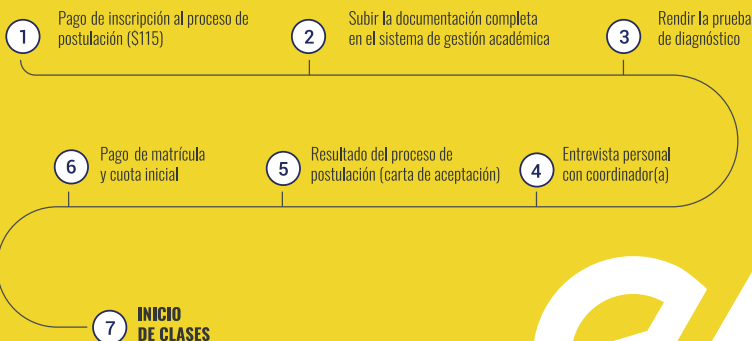 1
Pago de inscripción al proceso de
postulación ($115)
2
Subir la documentación completa
en el sistema de gestión académica
3
Rendir la prueba
de diagnóstico
4
Entrevista personal
con coordinador(a)
5
Resultado del proceso de
postulación (carta de aceptación)
6
Pago de matrícula
y cuota inicial
7
INICIO
DE CLASES